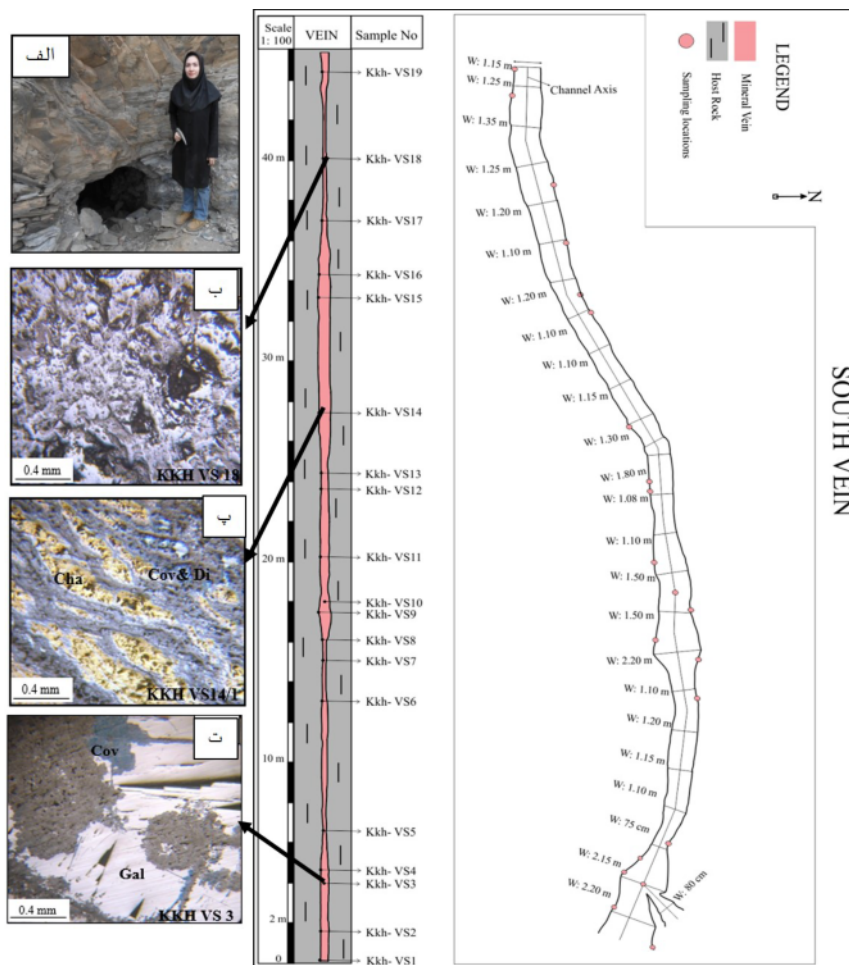 الف
ب
KKH VS 18
0.4 mm
پ
Cha
Cov& Di
KKH VS14/1
0.4 mm
ت
Cov
Gal
KKH VS 3
0.4 mm
Scale
1: 100
VEIN
Sample No
Kkh- VS19
40 m
Kkh- VS18
Kkh- VS17
Kkh- VS16
Kkh- VS15
30 m
Kkh- VS14
Kkh- VS13
Kkh- VS12
20 m
Kkh- VS11
Kkh- VS10
Kkh- VS9
Kkh- VS8
Kkh- VS7
Kkh- VS6
10 m
Kkh- VS5
Kkh- VS4
Kkh- VS3
2 m
Kkh- VS2
0
Kkh- VS1
SOUTH VEIN
LEGEND
Mineral Vein
Host Rock
Sampling locations
N
Channel Axis
W: 1.15 m
W: 1.25 m
W: 1.35 m
W: 1.25 m
W: 1.20 m
W: 1.10 m
W: 1.20 m
W: 1.10 m
W: 1.10 m
W: 1.15 m
W: 1.30 m
W: 1.80 m
W: 1.08 m
W: 1.10 m
W: 1.50 m
W: 1.50 m
W: 2.20 m
W: 1.10 m
W: 1.20 m
W: 1.15 m
W: 1.10 m
W: 75 cm
W: 2.15 m
W: 80 cm
W: 2.20 m